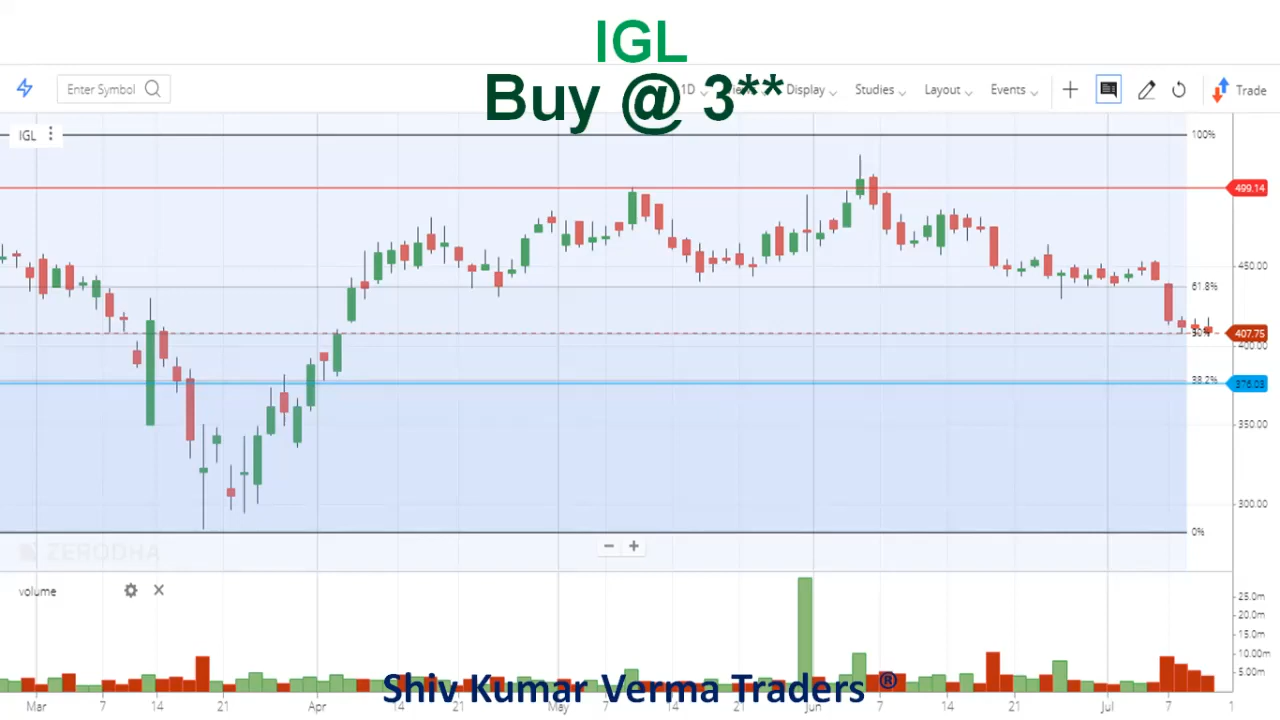 IGL
Buy @ 3**
Enter Symbol
1D
Display
Studies
Layout
Events
Trade
IGL
100%
499.14
450.00
61.8%
50%
407.75
400.00
38.2%
376.03
350.00
300.00
0%
ZERODHA
volume
25.0m
20.0m
15.0m
10.00m
5.00m
Shiv Kumar Verma Traders ®
Mar 7 14 21 Apr 14 21 May 7 14 21 Jun 7 14 21 Jul 7 1